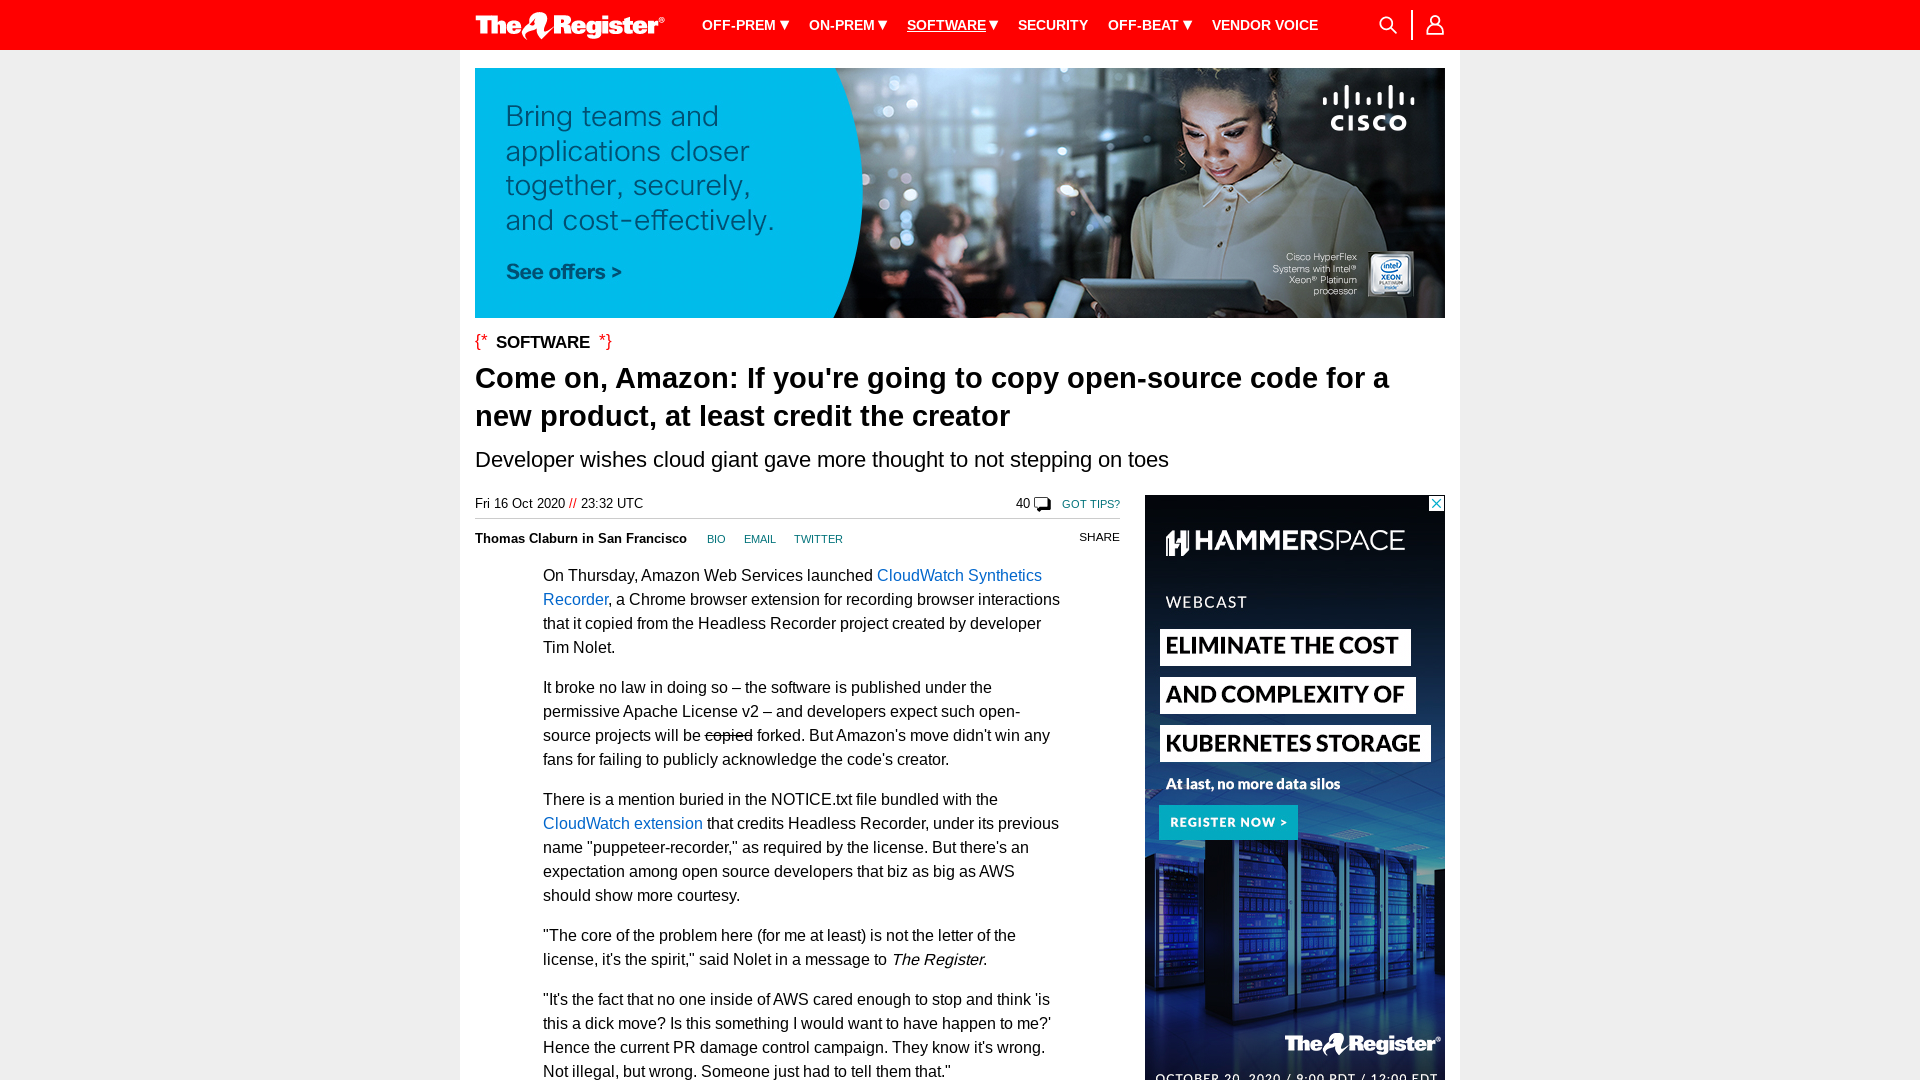 The Register®
OFF-PREM ▼ ON-PREM ▼ SOFTWARE ▼ SECURITY OFF-BEAT ▼ VENDOR VOICE
Bring teams and
applications closer
together, securely,
and cost-effectively.
See offers >
CISCO
Cisco HyperFlex
Systems with Intel®
Xeon® Platinum
processor
intel
XEON
PLATINUM
inside
{* SOFTWARE *}
Come on, Amazon: If you're going to copy open-source code for a
new product, at least credit the creator
Developer wishes cloud giant gave more thought to not stepping on toes
Fri 16 Oct 2020 // 23:32 UTC
40 GOT TIPS?
Thomas Claburn in San Francisco BIO EMAIL TWITTER
SHARE
On Thursday, Amazon Web Services launched CloudWatch Synthetics
Recorder, a Chrome browser extension for recording browser interactions
that it copied from the Headless Recorder project created by developer
Tim Nolet.
It broke no law in doing so – the software is published under the
permissive Apache License v2 – and developers expect such open-
source projects will be copied forked. But Amazon's move didn't win any
fans for failing to publicly acknowledge the code's creator.
There is a mention buried in the NOTICE.txt file bundled with the
CloudWatch extension that credits Headless Recorder, under its previous
name "puppeteer-recorder," as required by the license. But there's an
expectation among open source developers that biz as big as AWS
should show more courtesy.
"The core of the problem here (for me at least) is not the letter of the
license, it's the spirit," said Nolet in a message to The Register.
"It's the fact that no one inside of AWS cared enough to stop and think 'is
this a dick move? Is this something I would want to have happen to me?'
Hence the current PR damage control campaign. They know it's wrong.
Not illegal, but wrong. Someone just had to tell them that."
HAMMERSPACE
WEBCAST
ELIMINATE THE COST
AND COMPLEXITY OF
KUBERNETES STORAGE
At last, no more data silos
REGISTER NOW >
The Register®
OCTOBER 20, 2020 / 9:00 PDT / 12:00 EDT